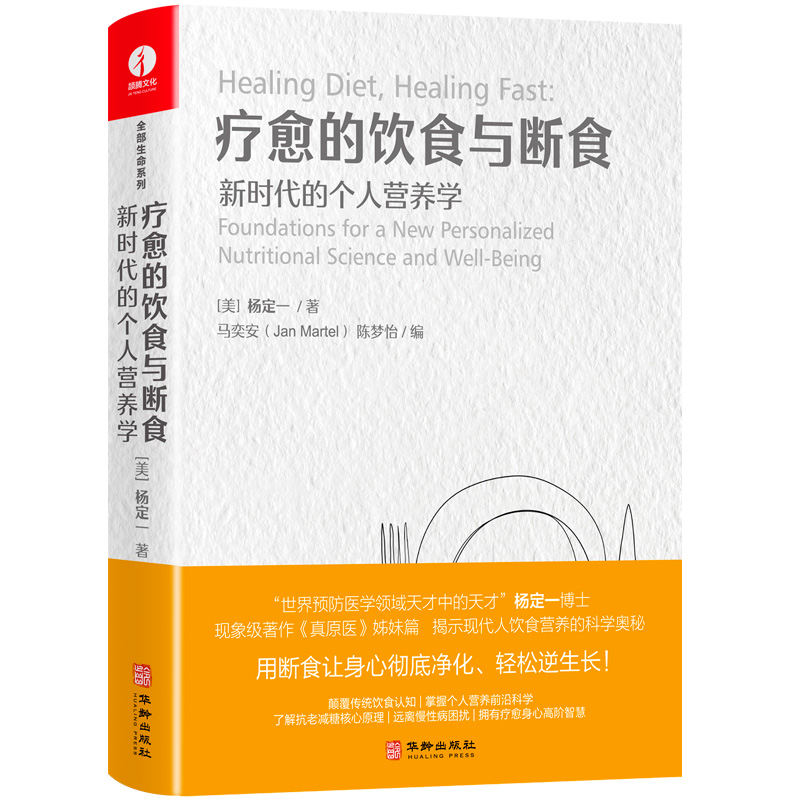 颉腾文化
JIE TENG CULTURE
全部生命系列
疗愈的饮食与断食
新时代的个人营养学
[美] 杨定一 著
华龄出版社
HUALING PRESS
Healing Diet, Healing Fast:
疗愈的饮食与断食
新时代的个人营养学
Foundations for a New Personalized
Nutritional Science and Well-Being
[美] 杨定一 / 著
马奕安（Jan Martel） 陈梦怡 / 编
“世界预防医学领域天才中的天才” 杨定一博士
现象级著作《真原医》姊妹篇 揭示现代人饮食营养的科学奥秘
用断食让身心彻底净化、轻松逆生长！
颠覆传统饮食认知 | 掌握个人营养前沿科学
了解抗老减糖核心原理 | 远离慢性病困扰 | 拥有疗愈身心高阶智慧
华龄出版社
HUALING PRESS